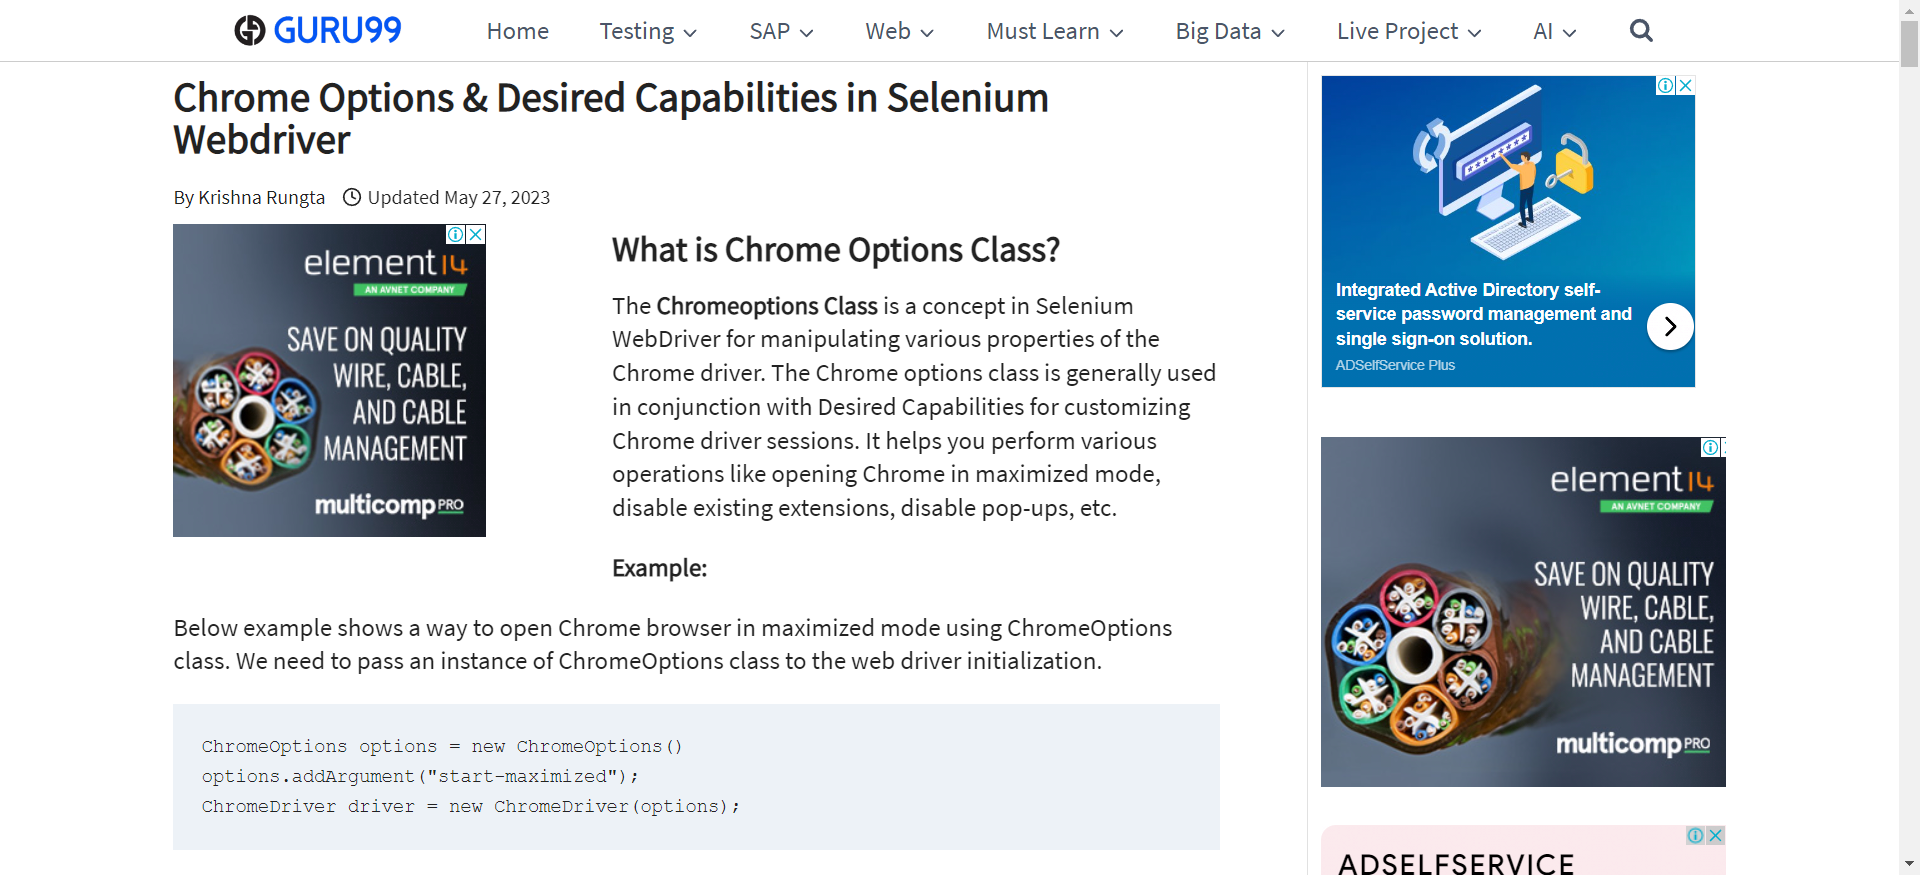 GURU99
Home
Testing
SAP
Web
Must Learn
Big Data
Live Project
AI
Chrome Options & Desired Capabilities in Selenium
Webdriver
By Krishna Rungta Updated May 27, 2023
element14
AN AVNET COMPANY
SAVE ON QUALITY
WIRE, CABLE,
AND CABLE
MANAGEMENT
multicomp PRO
What is Chrome Options Class?
The Chromeoptions Class is a concept in Selenium
WebDriver for manipulating various properties of the
Chrome driver. The Chrome options class is generally used
in conjunction with Desired Capabilities for customizing
Chrome driver sessions. It helps you perform various
operations like opening Chrome in maximized mode,
disable existing extensions, disable pop-ups, etc.
Example:
Below example shows a way to open Chrome browser in maximized mode using ChromeOptions
class. We need to pass an instance of ChromeOptions class to the web driver initialization.
ChromeOptions options = new ChromeOptions()
options.addArgument("start-maximized");
ChromeDriver driver = new ChromeDriver(options);
Integrated Active Directory self-
service password management and
single sign-on solution.
ADSelfService Plus
element14
AN AVNET COMPANY
SAVE ON QUALITY
WIRE, CABLE,
AND CABLE
MANAGEMENT
multicomp PRO
ADSELFSERVICE